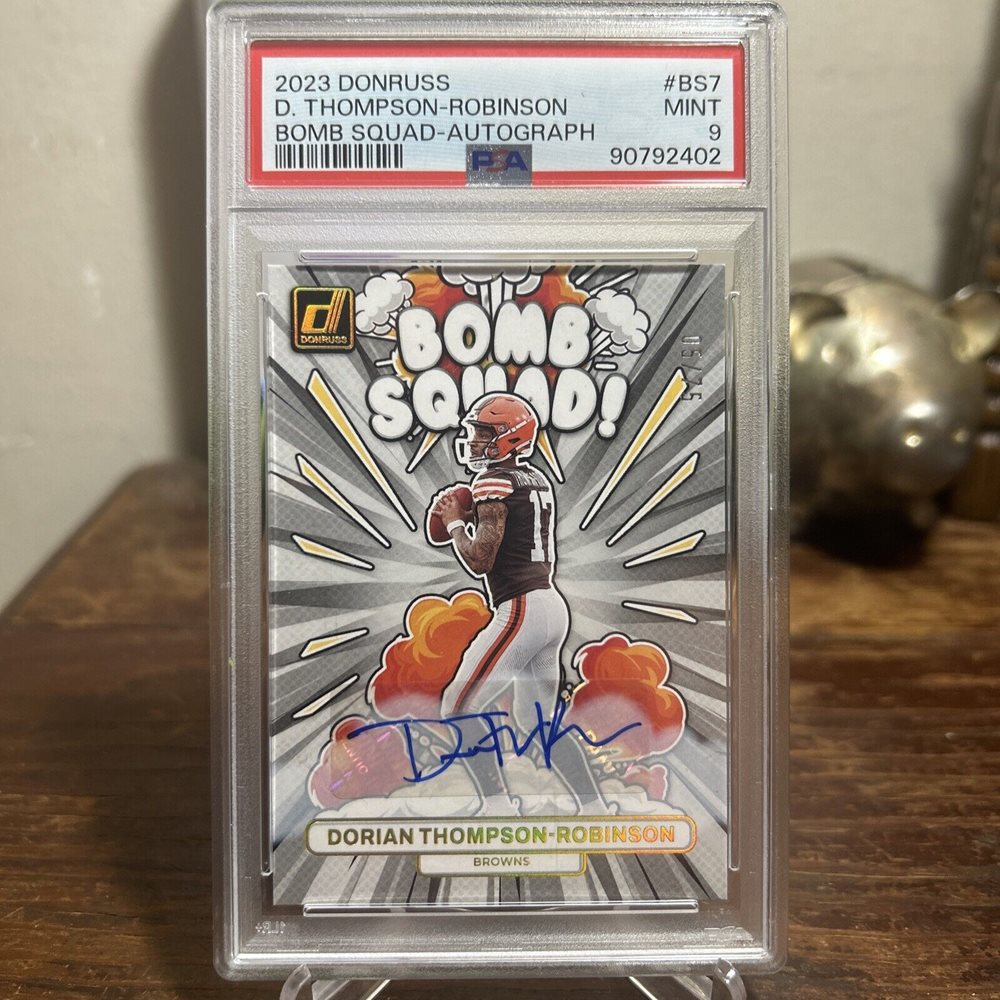 2023 DONRUSS #BS7
D. THOMPSON-ROBINSON MINT
BOMB SQUAD-AUTOGRAPH 9
PSA 90792402
DONRUSS
BOMB
SQUAD!
17
DORIAN THOMPSON-ROBINSON
BROWNS